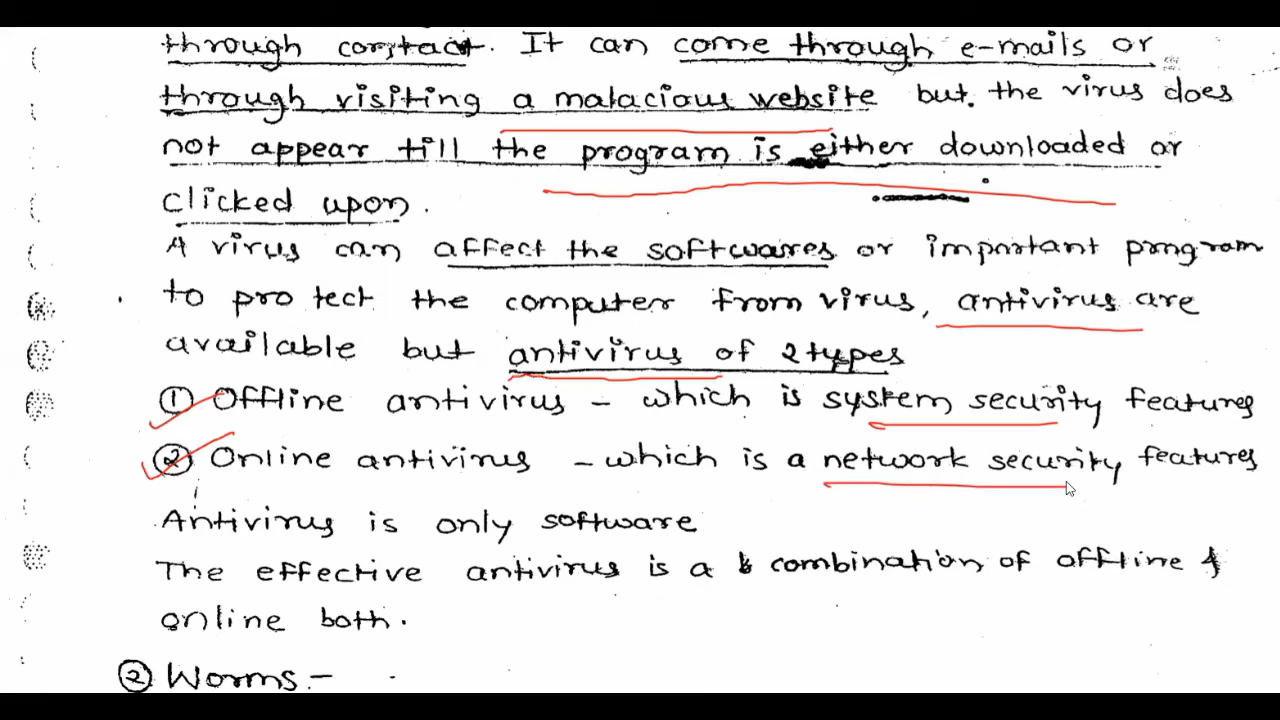 through contact. It can come through e-mails or
through visiting a malacious website but. the virus does
not appear till the program is either downloaded or
clicked upon.
A virus can affect the softwares or important program
to protect the computer from virus, antivirus are
available but antivirus of 2 types
① Offline antivirus – which is system security features
② Online antivirus – which is a network security features
Antivirus is only software
The effective antivirus is a combination of offline &
online both.
② Worms –